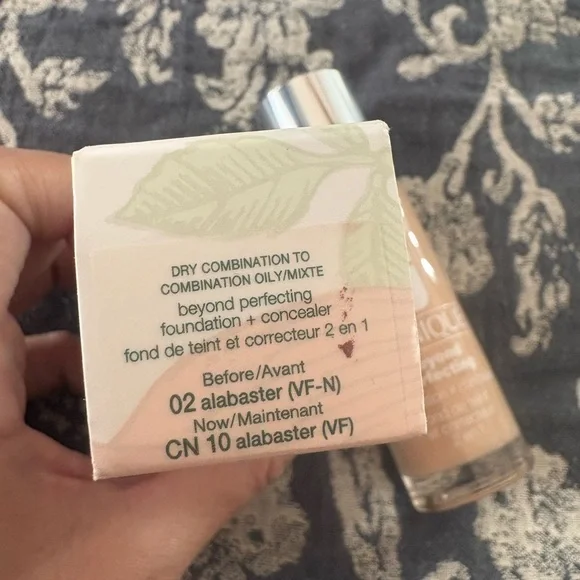 DRY COMBINATION TO
COMBINATION OILY/MIXTE
beyond perfecting
foundation + concealer
fond de teint et correcteur 2 en 1
Before/Avant
02 alabaster (VF-N)
Now/Maintenant
CN 10 alabaster (VF)